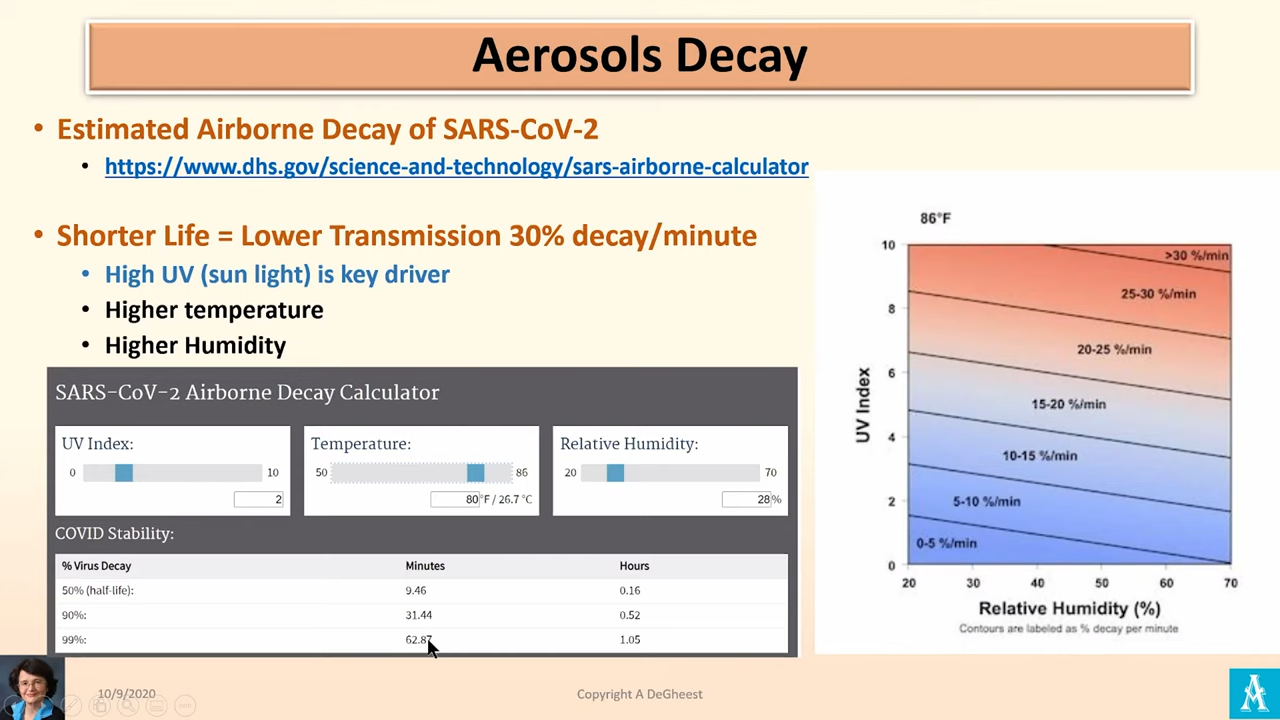 Aerosols Decay
• Estimated Airborne Decay of SARS-CoV-2
• https://www.dhs.gov/science-and-technology/sars-airborne-calculator
• Shorter Life = Lower Transmission 30% decay/minute
• High UV (sun light) is key driver
• Higher temperature
• Higher Humidity
SARS-CoV-2 Airborne Decay Calculator
UV Index:
0 10
2
Temperature:
50 86
80 °F / 26.7 °C
Relative Humidity:
20 70
28 %
COVID Stability:
% Virus Decay Minutes Hours
50% (half-life): 9.46 0.16
90%: 31.44 0.52
99%: 62.87 1.05
86°F
UV Index
10
8
6
4
2
0
>30 %/min
25-30 %/min
20-25 %/min
15-20 %/min
10-15 %/min
5-10 %/min
0-5 %/min
20 30 40 50 60 70
Relative Humidity (%)
Contours are labeled as % decay per minute
10/9/2020
Copyright A DeGheest
A